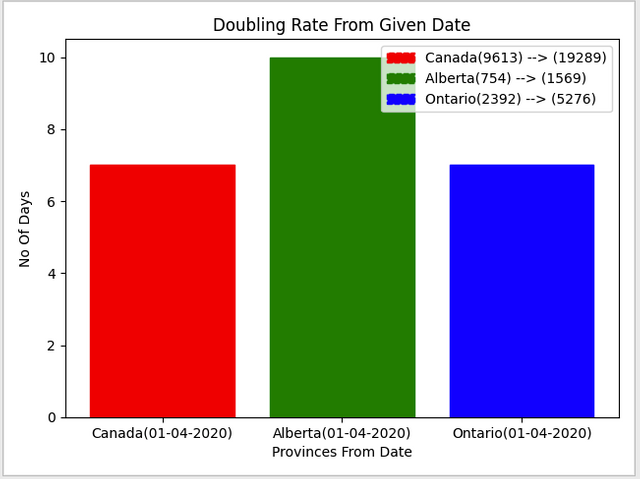 Doubling Rate From Given Date
Canada(9613) --> (19289)
Alberta(754) --> (1569)
Ontario(2392) --> (5276)
10
8
6
4
2
0
No Of Days
Canada(01-04-2020) Alberta(01-04-2020) Ontario(01-04-2020)
Provinces From Date